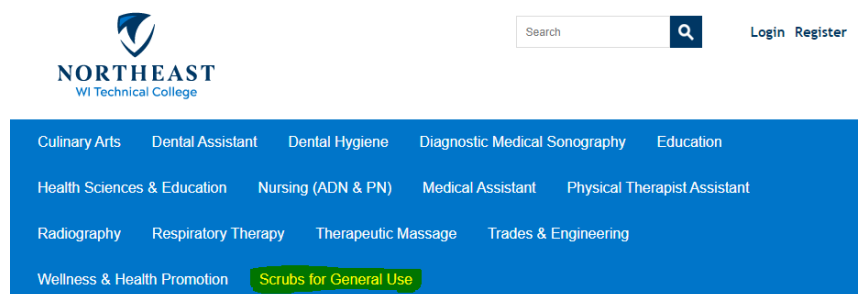 Search
Login Register
NORTHEAST
WI Technical College
Culinary Arts Dental Assistant Dental Hygiene Diagnostic Medical Sonography Education
Health Sciences & Education Nursing (ADN & PN) Medical Assistant Physical Therapist Assistant
Radiography Respiratory Therapy Therapeutic Massage Trades & Engineering
Wellness & Health Promotion Scrubs for General Use